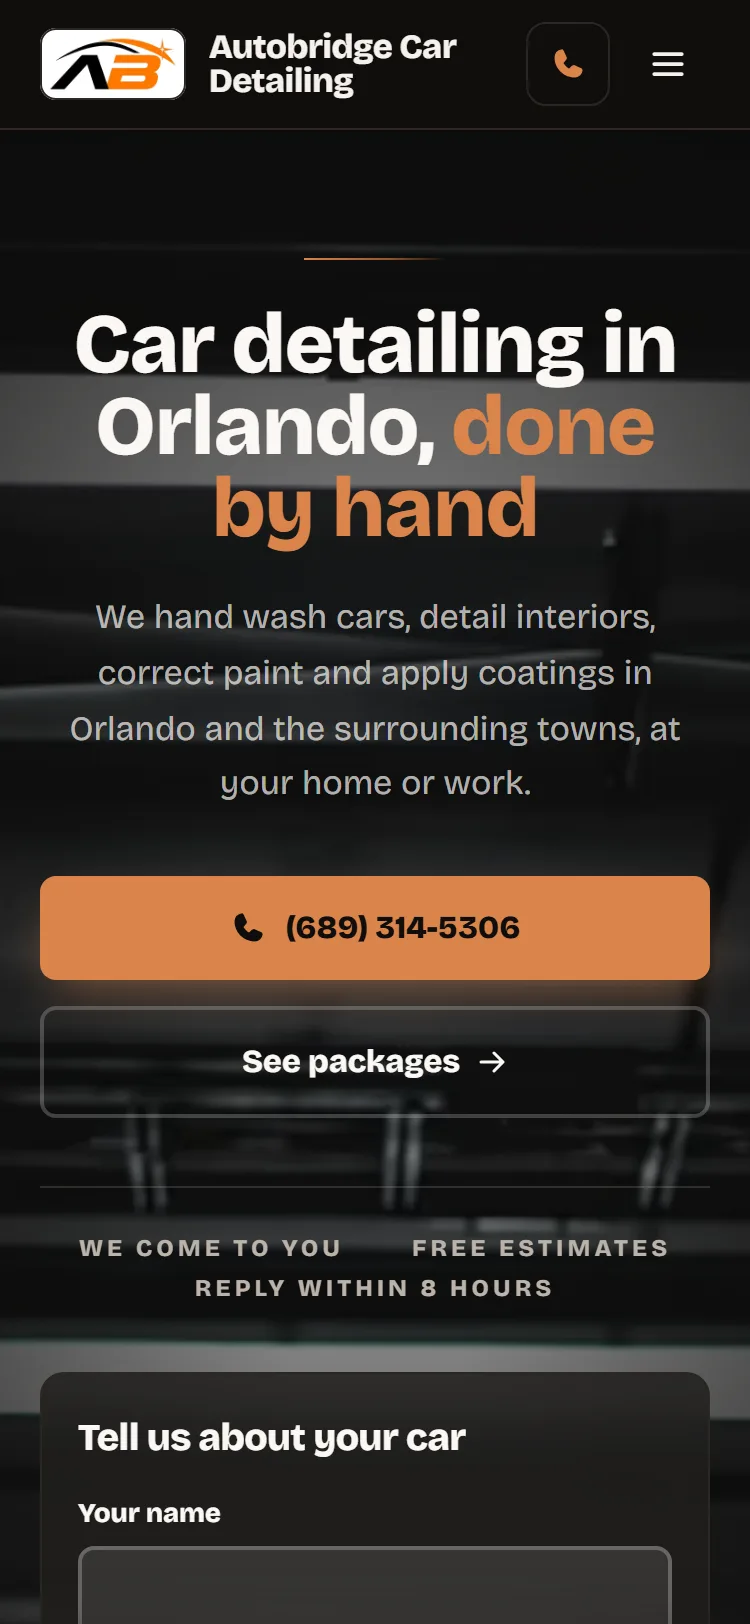 AB
Autobridge Car
Detailing
Car detailing in
Orlando, done
by hand
We hand wash cars, detail interiors,
correct paint and apply coatings in
Orlando and the surrounding towns, at
your home or work.
(689) 314-5306
See packages →
WE COME TO YOU FREE ESTIMATES
REPLY WITHIN 8 HOURS
Tell us about your car
Your name